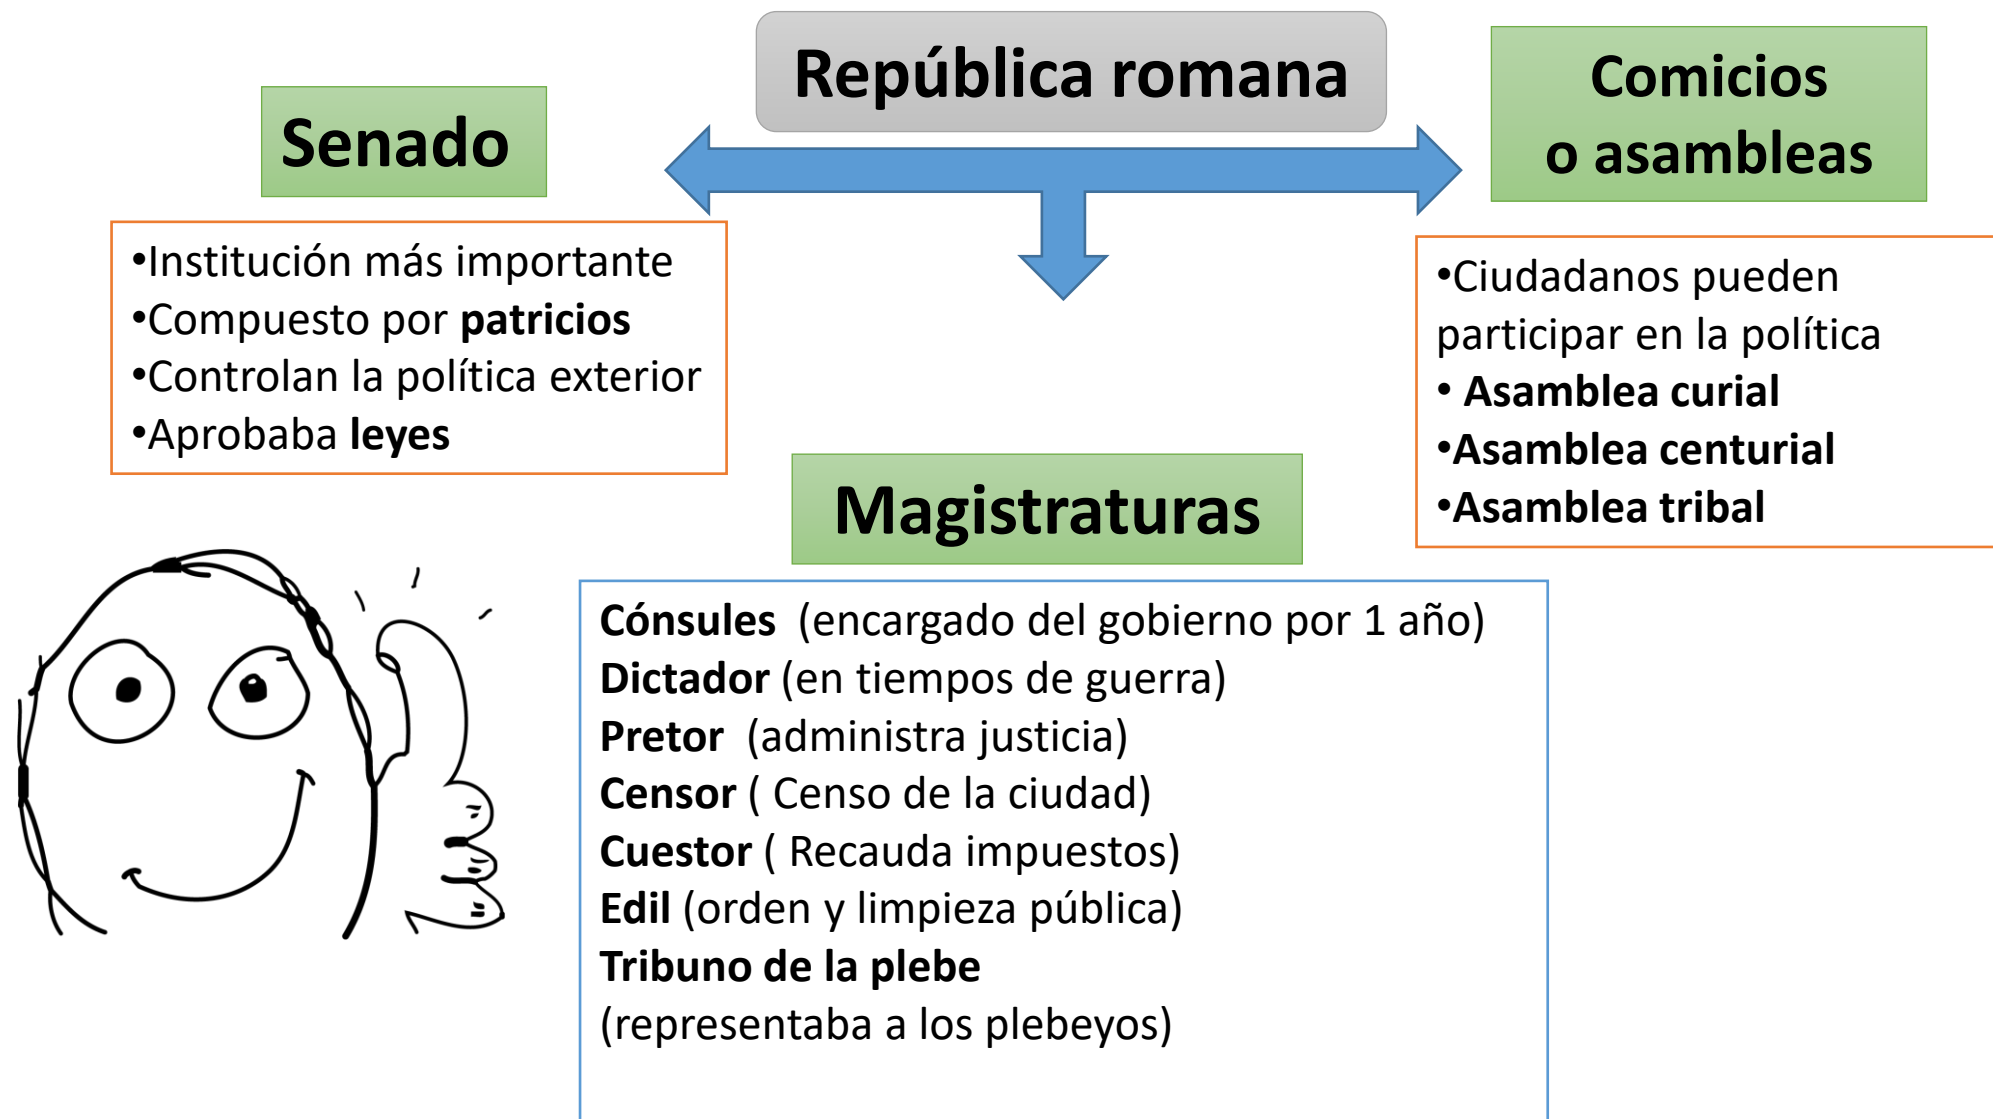 República romana
Senado
•Institución más importante
•Compuesto por patricios
•Controlan la política exterior
•Aprobaba leyes
Comicios
o asambleas
•Ciudadanos pueden
participar en la política
• Asamblea curial
•Asamblea centurial
•Asamblea tribal
Magistraturas
Cónsules (encargado del gobierno por 1 año)
Dictador (en tiempos de guerra)
Pretor (administra justicia)
Censor ( Censo de la ciudad)
Cuestor ( Recauda impuestos)
Edil (orden y limpieza pública)
Tribuno de la plebe
(representaba a los plebeyos)